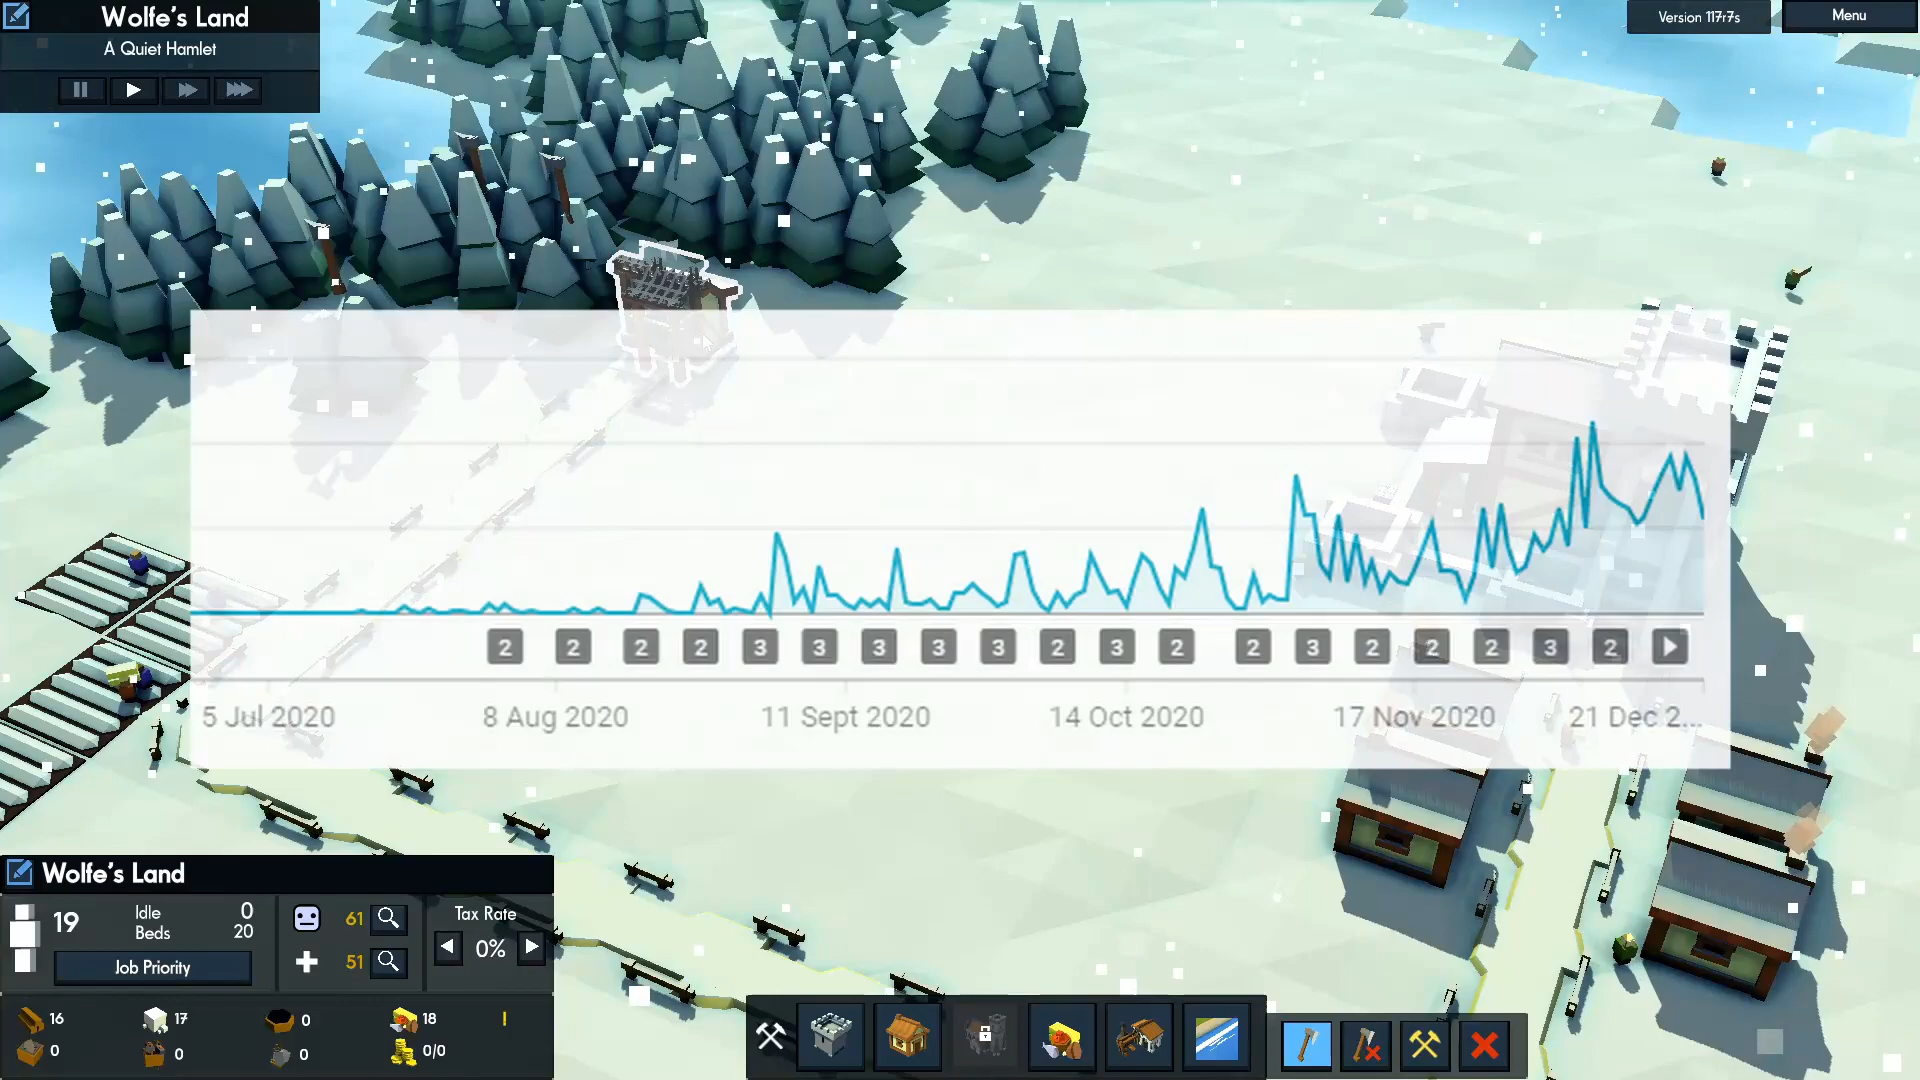 Wolfe's Land
A Quiet Hamlet
Version 117r7s
Menu
2 2 2 2 3 3 3 3 3 2 3 2 2 3 2 2 2 3 2
5 Jul 2020
8 Aug 2020
11 Sept 2020
14 Oct 2020
17 Nov 2020
21 Dec 2...
Wolfe's Land
19
Idle 0
Beds 20
Job Priority
61
51
Tax Rate
0%
16 17 0 18
0 0 0 0/0